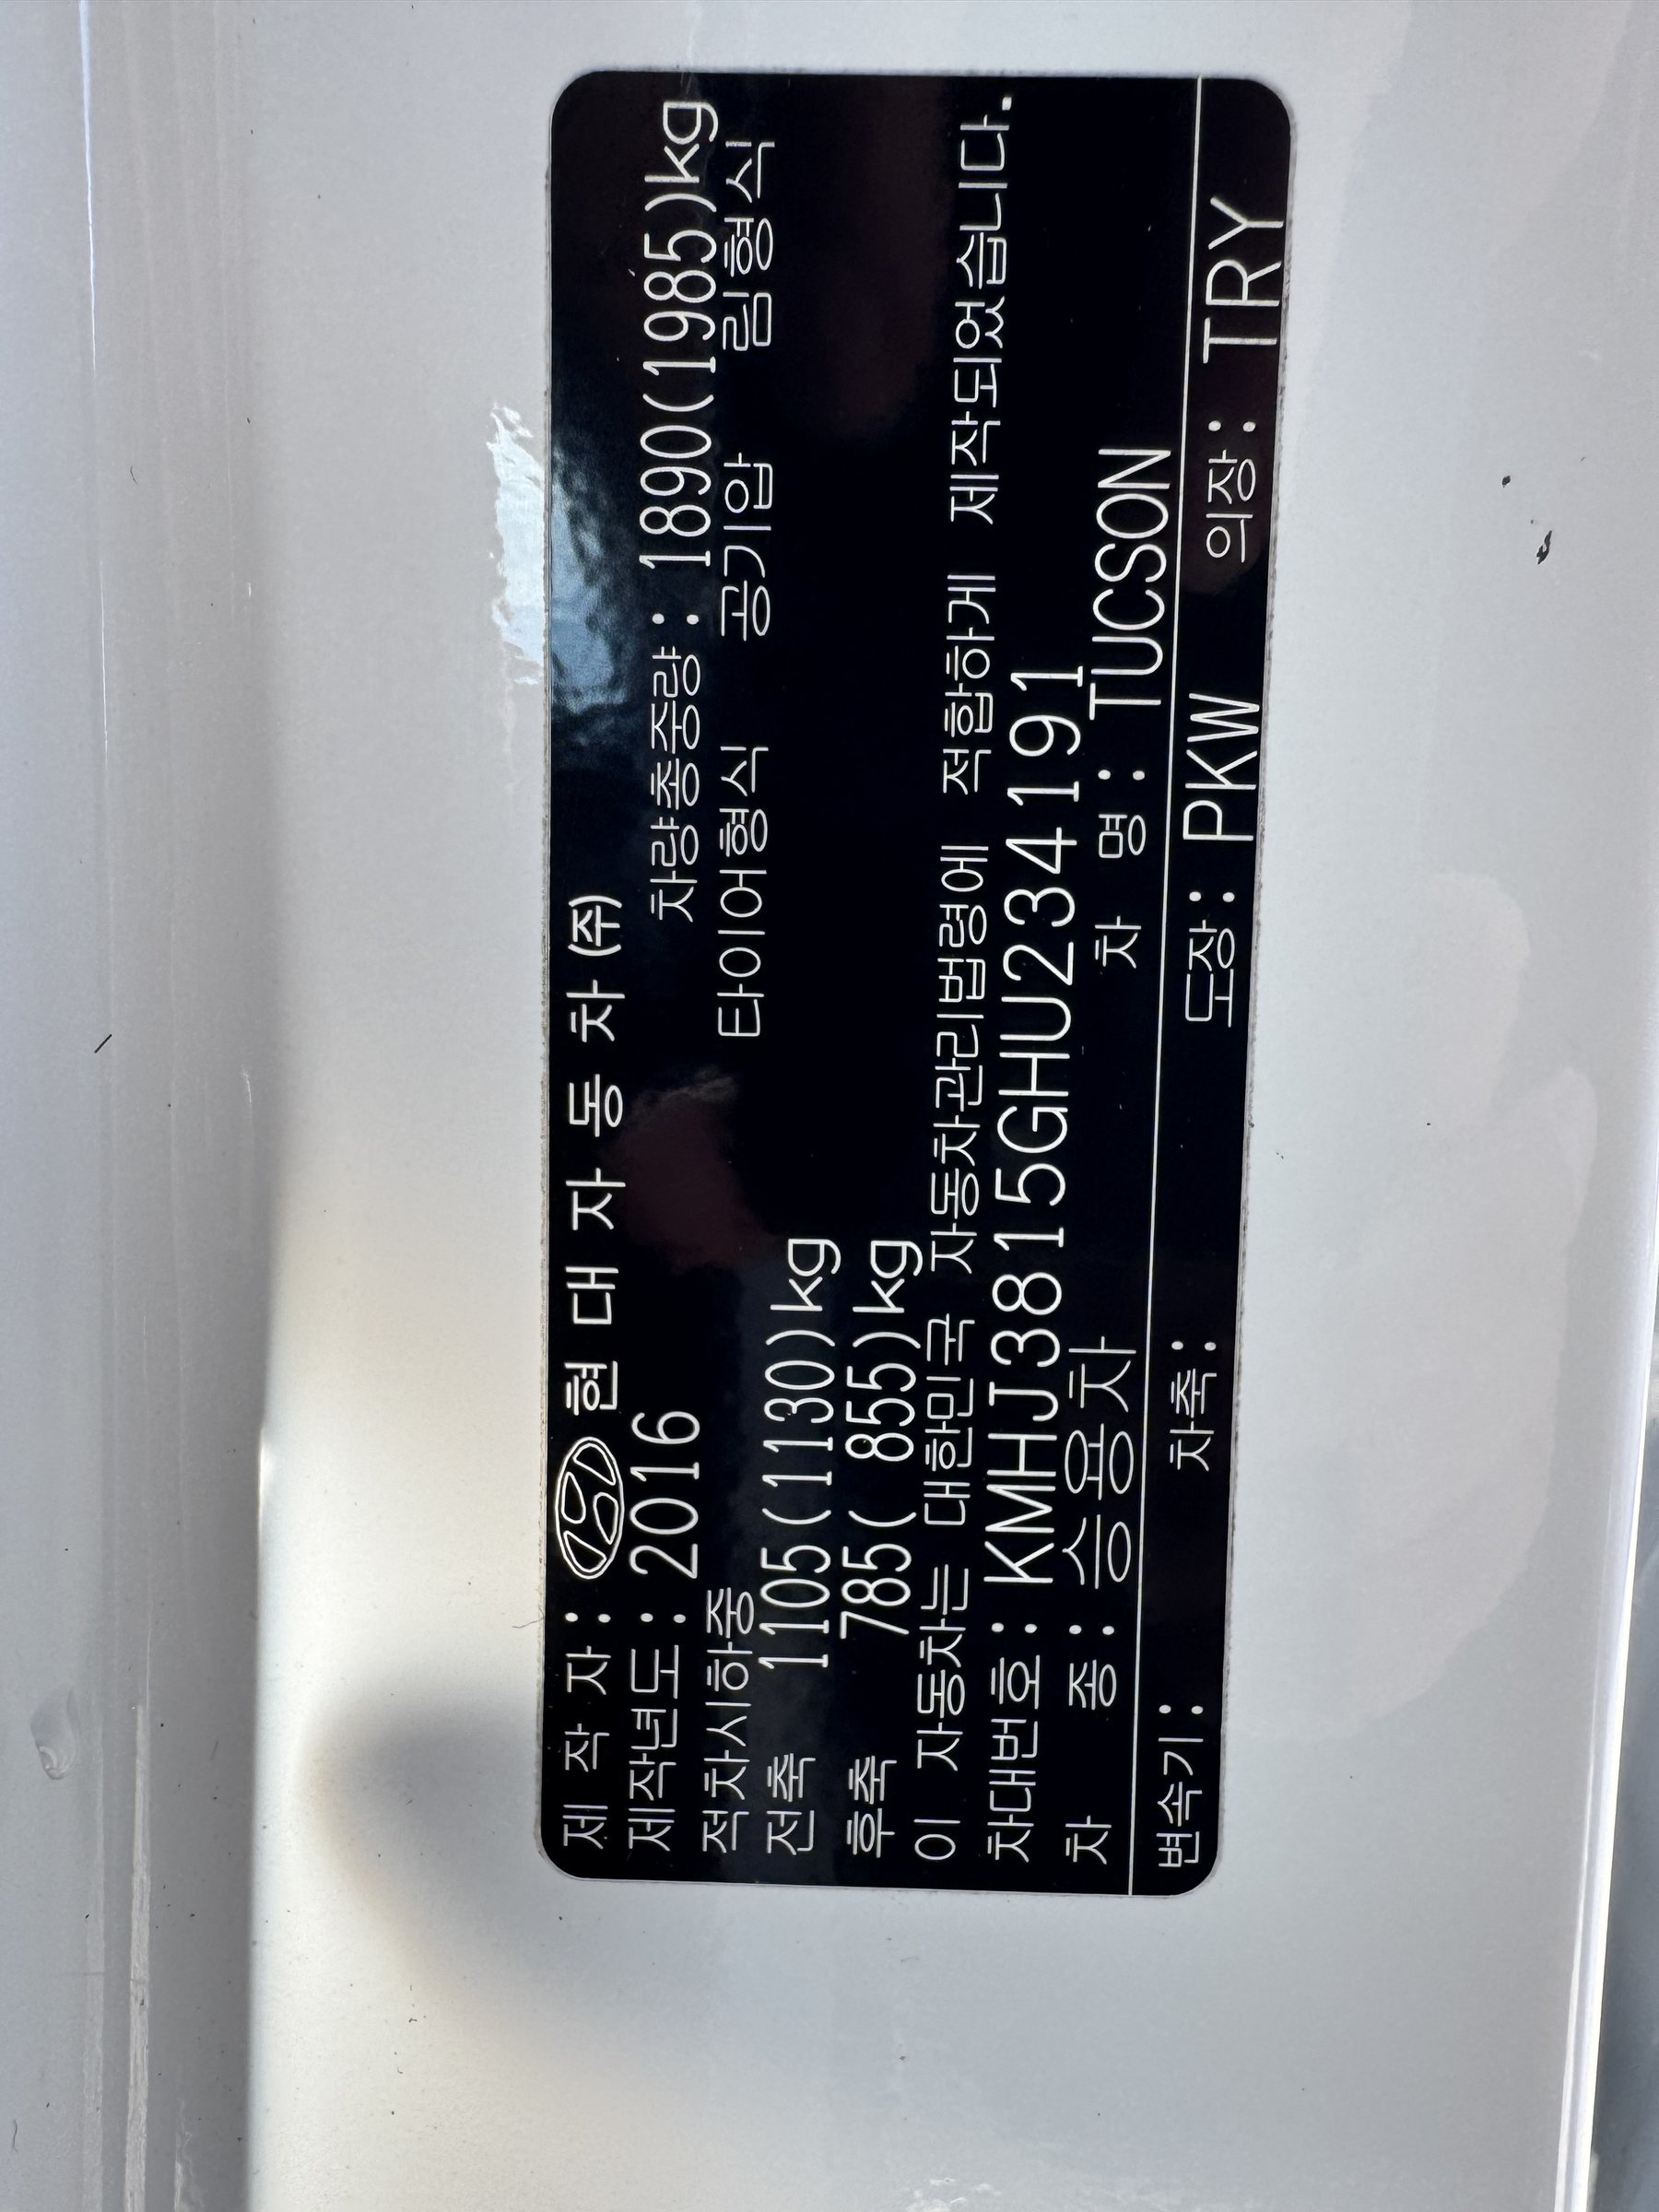 제 작 자 : 현 대 자 동 차 (주)
제작년도 : 2016 차량총중량 : 1890(1985)kg
적차시하중 타이어형식 공기압 림형식
전축 1105(1130)kg
후축 785( 855)kg
이 자동차는 대한민국 자동차관리법령에 적합하게 제작되었습니다.
차대번호 : KMHJ3815GHU234191
차 종 : 승용차 차 명 : TUCSON
변속기 : 차축 : 도장 : PKW 의장 : TRY